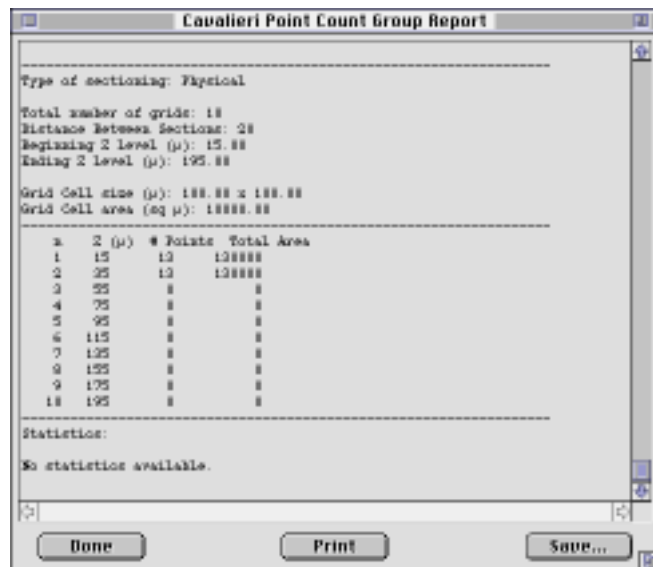 Cavalieri Point Count Group Report
Type of sectioning: Physical
Total number of grids: 10
Distance Between Sections: 20
Beginning Z level (µ): 15.00
Ending Z level (µ): 195.00
Grid Cell size (µ): 100.00 x 100.00
Grid Cell area (sq µ): 10000.00
n Z (µ) # Points Total Area
1 15 13 130000
2 35 13 130000
3 55 0 0
4 75 0 0
5 95 0 0
6 115 0 0
7 135 0 0
8 155 0 0
9 175 0 0
10 195 0 0
Statistics:
No statistics available.
Done Print Save...